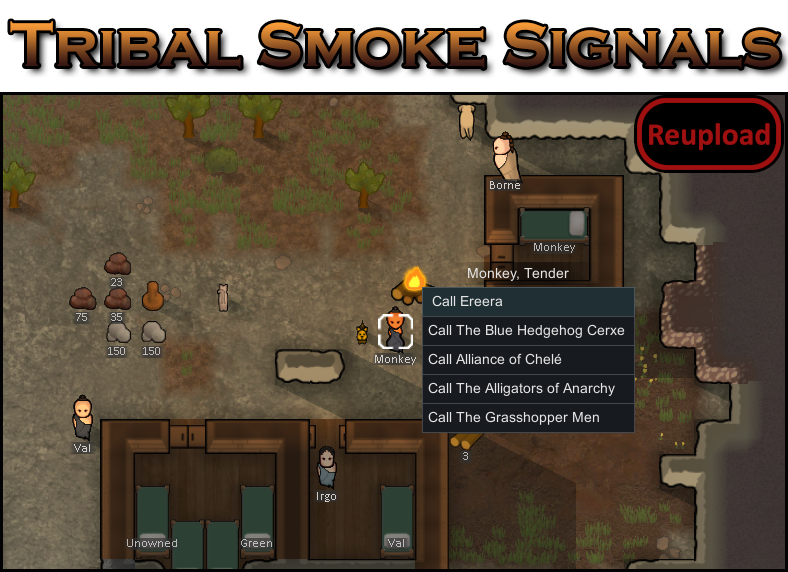 Tribal Smoke Signals
Reupload
Borne
Monkey
Monkey, Tender
23
75
35
150
150
Monkey
Call Ereera
Call The Blue Hedgehog Cerxe
Call Alliance of Chelé
Call The Alligators of Anarchy
Call The Grasshopper Men
Val
3
Irgo
Unowned
Green
Val